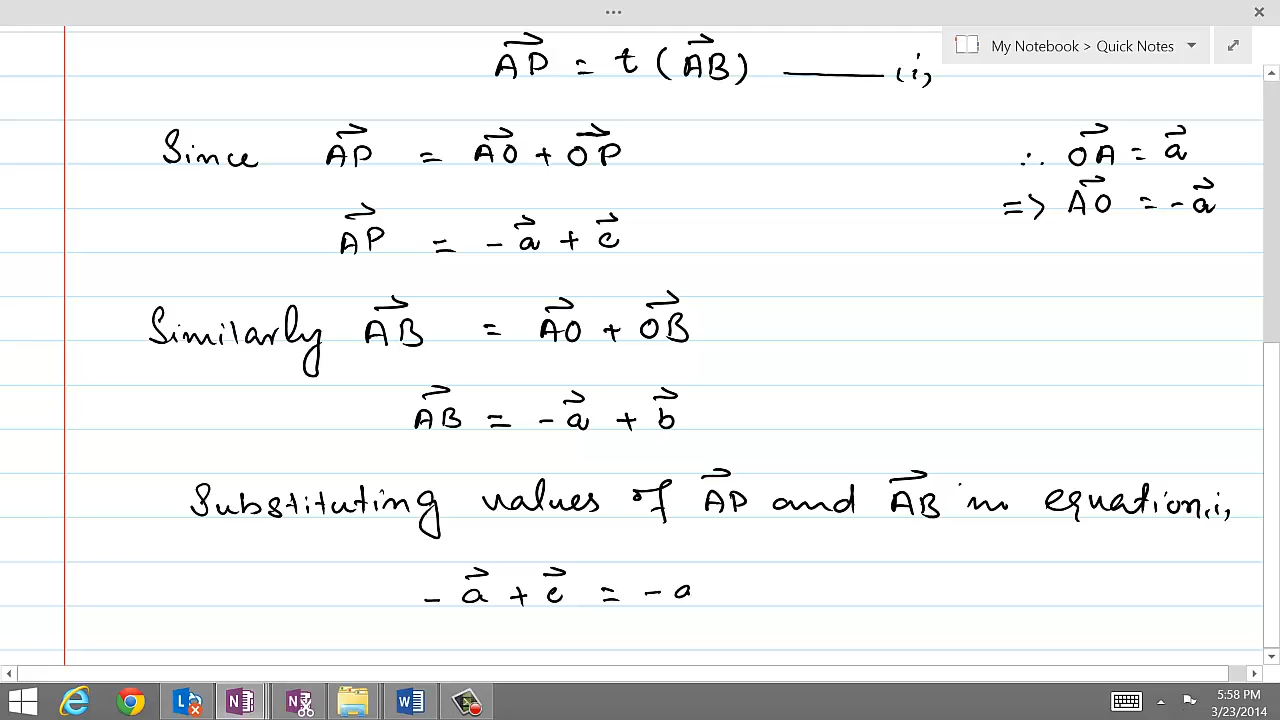 ...
My Notebook > Quick Notes
AP⃗ = t (AB⃗) —— (i)
Since AP⃗ = AO⃗ + OP⃗
∴ OA⃗ = a⃗
=> AO⃗ = -a⃗
AP⃗ = - a⃗ + c⃗
Similarly AB⃗ = AO⃗ + OB⃗
AB⃗ = - a⃗ + b⃗
Substituting values of AP⃗ and AB⃗ in equation (i)
- a⃗ + c⃗ = - a
5:58 PM
3/23/2014